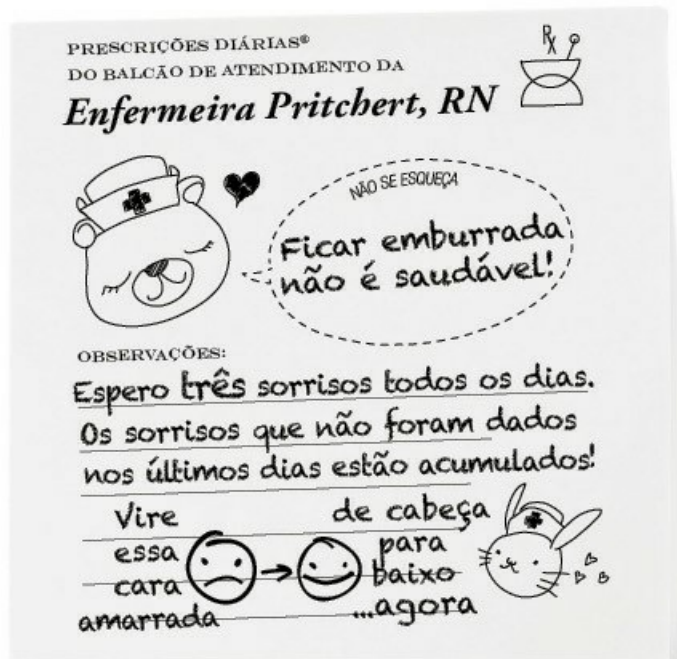 PRESCRIÇÕES DIÁRIAS®
DO BALCÃO DE ATENDIMENTO DA
Enfermeira Pritchert, RN
Rx
NÃO SE ESQUEÇA
Ficar emburrada
não é saudável!
OBSERVAÇÕES:
Espero três sorrisos todos os dias.
Os sorrisos que não foram dados
nos últimos dias estão acumulados!
Vire
essa
cara
amarrada
de cabeça
para
baixo
...agora